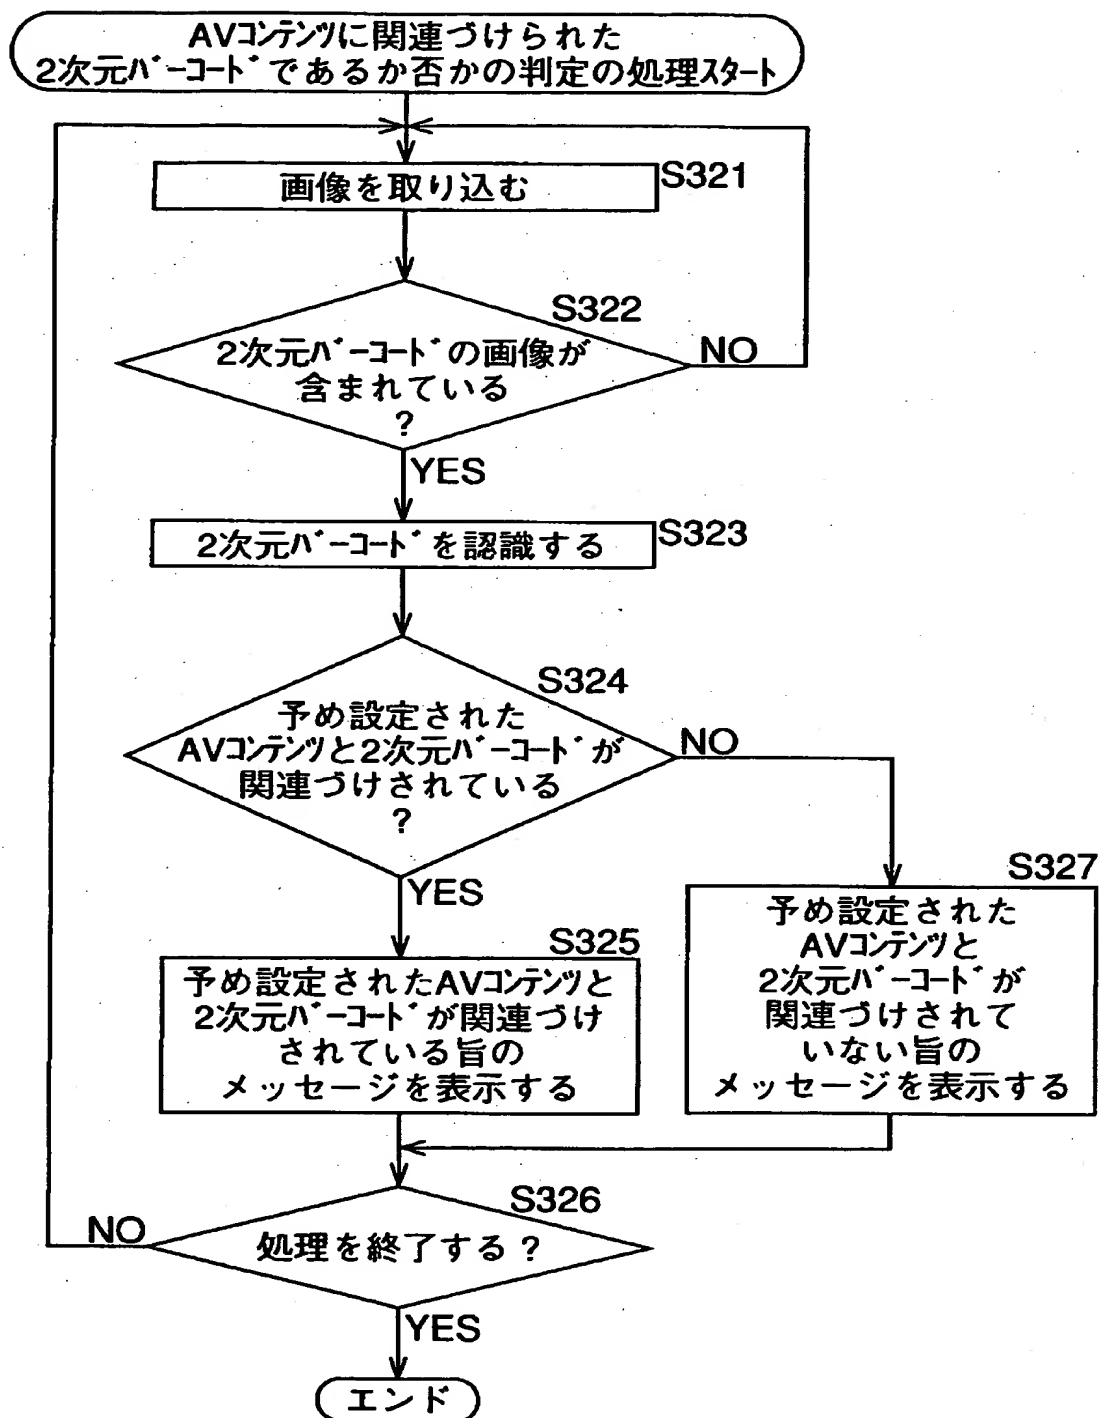 AVコンテンツに関連づけられた
2次元バーコードであるか否かの判定の処理スタート
画像を取り込む
S321
S322
2次元バーコードの画像が
含まれている
?
NO
YES
2次元バーコードを認識する
S323
S324
予め設定された
AVコンテンツと2次元バーコードが
関連づけされている
?
NO
YES
S325
予め設定されたAVコンテンツと
2次元バーコードが関連づけ
されている旨の
メッセージを表示する
S327
予め設定された
AVコンテンツと
2次元バーコードが
関連づけされて
いない旨の
メッセージを表示する
S326
処理を終了する?
NO
YES
エンド